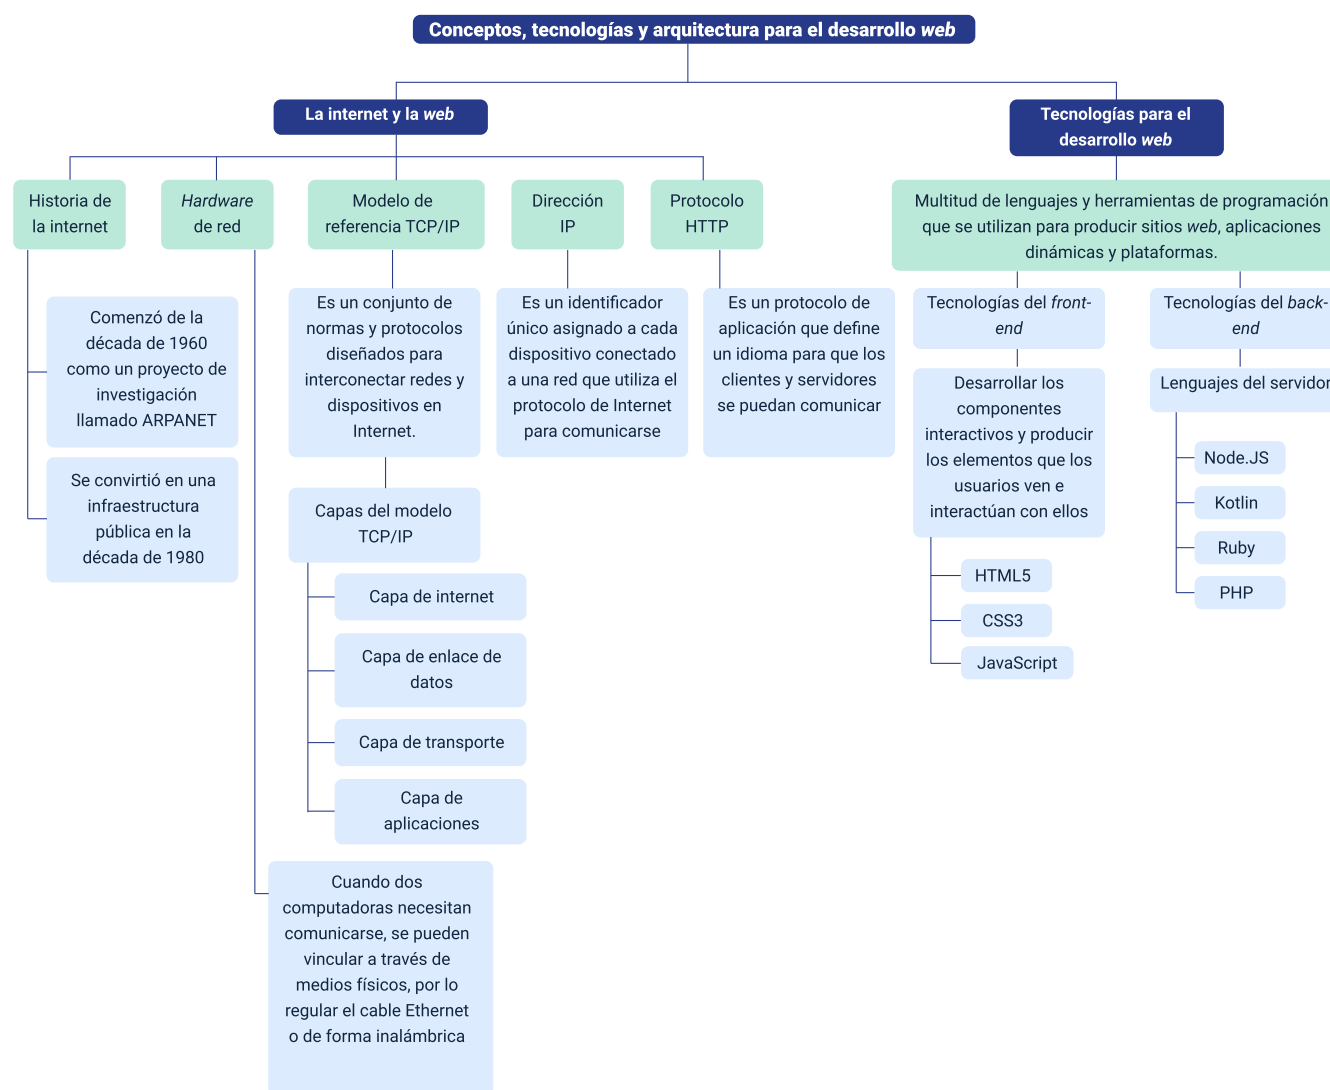 Conceptos, tecnologías y arquitectura para el desarrollo web
La internet y la web
Historia de
la internet
Comenzó de la
década de 1960
como un proyecto de
investigación
llamado ARPANET
Se convirtió en una
infraestructura
pública en la
década de 1980
Hardware
de red
Cuando dos
computadoras necesitan
comunicarse, se pueden
vincular a través de
medios físicos, por lo
regular el cable Ethernet
o de forma inalámbrica
Modelo de
referencia TCP/IP
Es un conjunto de
normas y protocolos
diseñados para
interconectar redes y
dispositivos en
Internet.
Capas del modelo
TCP/IP
Capa de internet
Capa de enlace de
datos
Capa de transporte
Capa de
aplicaciones
Dirección
IP
Es un identificador
único asignado a cada
dispositivo conectado
a una red que utiliza el
protocolo de Internet
para comunicarse
Protocolo
HTTP
Es un protocolo de
aplicación que define
un idioma para que los
clientes y servidores
se puedan comunicar
Tecnologías para el
desarrollo web
Multitud de lenguajes y herramientas de programación
que se utilizan para producir sitios web, aplicaciones
dinámicas y plataformas.
Tecnologías del front-
end
Desarrollar los
componentes
interactivos y producir
los elementos que los
usuarios ven e
interactúan con ellos
HTML5
CSS3
JavaScript
Tecnologías del back-
end
Lenguajes del servidor
Node.JS
Kotlin
Ruby
PHP